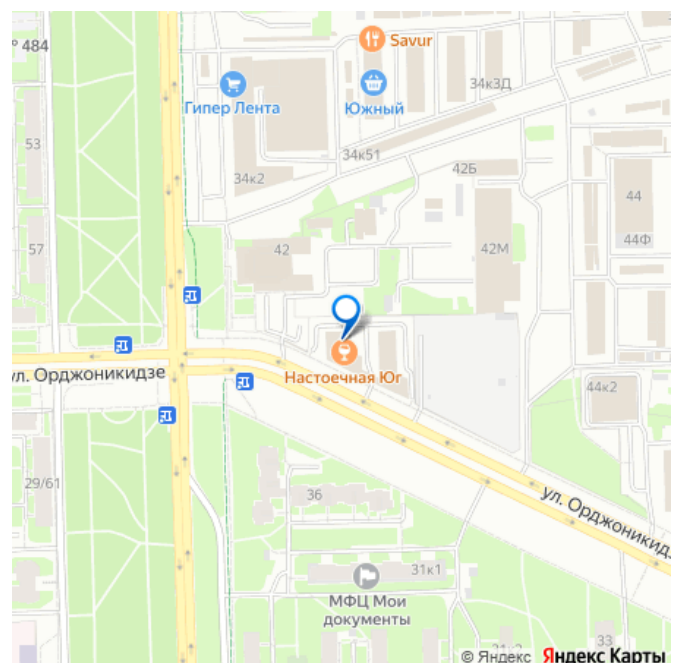 Savur
№ 484
34к3Д
Гипер Лента
Южный
53
34к51
42Б
34к2
44
57
42
42М
44Ф
ул. Орджоникидзе
Настоечная Юг
44к2
29/61
36
ул. Орджоникидз
31к1
МФЦ Мои
документы
33
© Яндекс Яндекс Карты